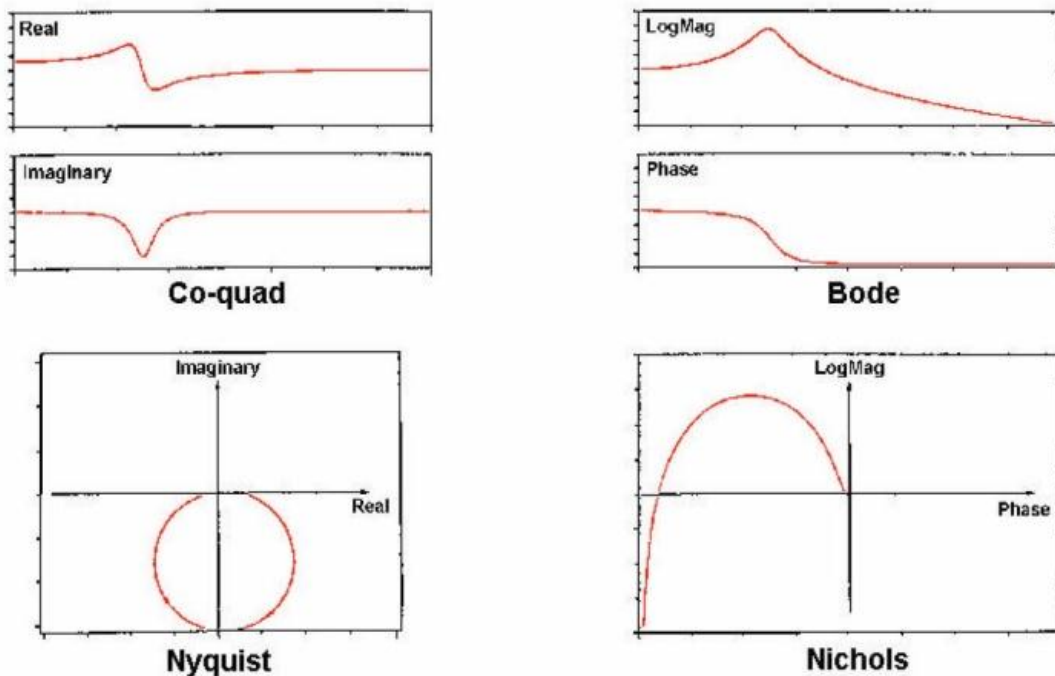 Real
Imaginary
Co-quad
LogMag
Phase
Bode
Imaginary
Real
Nyquist
LogMag
Phase
Nichols